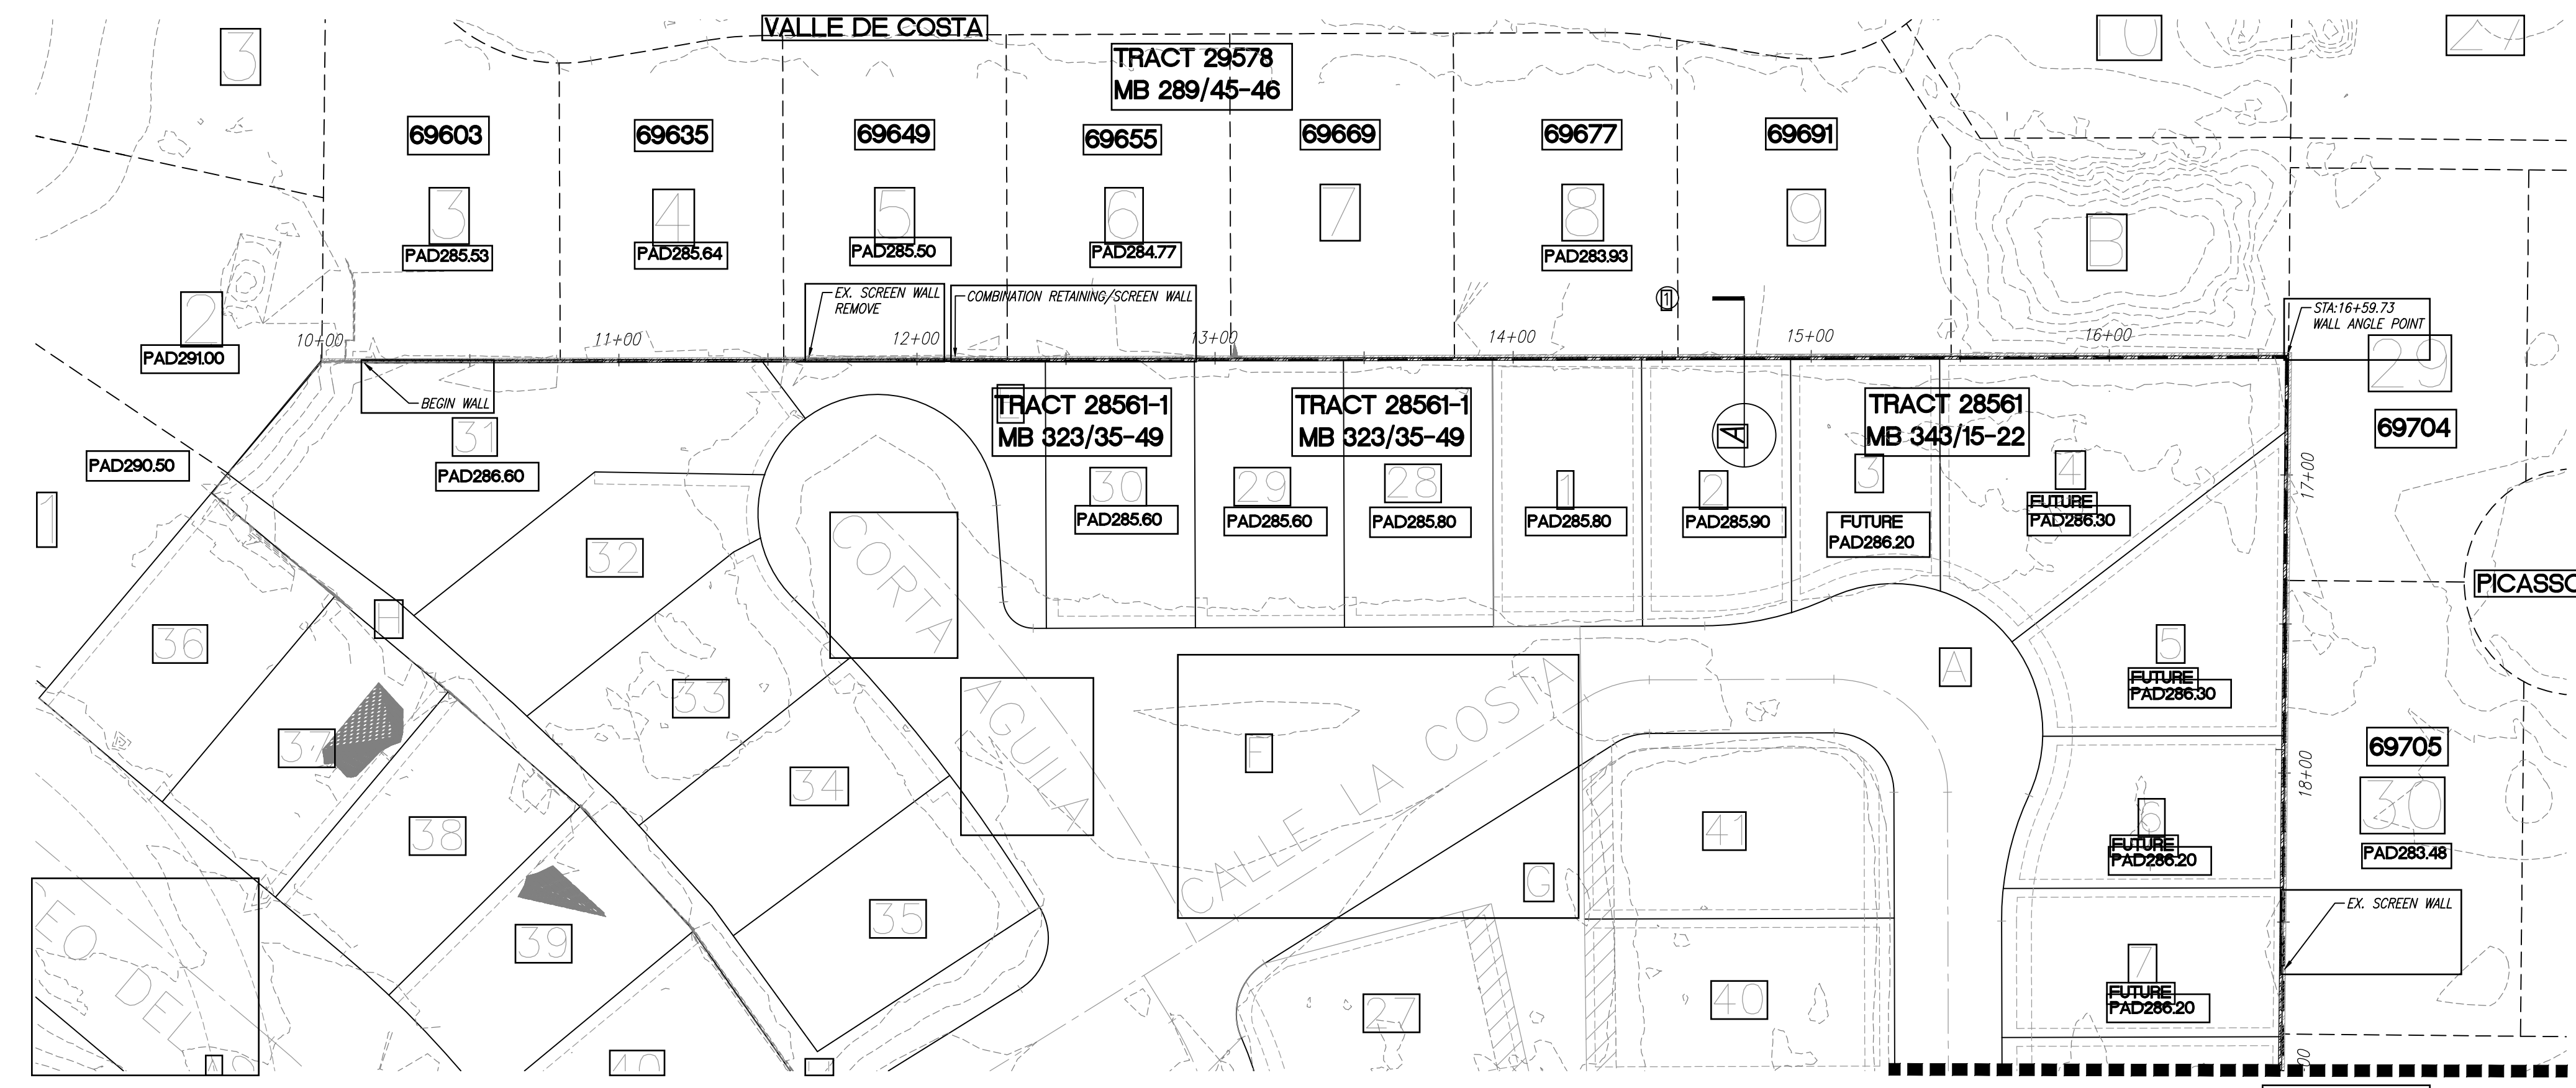 VALLE DE COSTA
TRACT 29578
MB 289/45-46
3
10
27
69603
69635
69649
69655
69669
69677
69691
3
4
5
6
7
8
9
B
PAD285.53
PAD285.64
PAD285.50
PAD284.77
PAD283.93
2
PAD291.00
EX. SCREEN WALL
REMOVE
COMBINATION RETAINING/SCREEN WALL
1
STA:16+59.73
WALL ANGLE POINT
10+00
11+00
12+00
13+00
14+00
15+00
16+00
29
69704
BEGIN WALL
31
PAD286.60
PAD290.50
1
TRACT 28561-1
MB 323/35-49
TRACT 28561-1
MB 323/35-49
A
TRACT 28561
MB 343/15-22
30
PAD285.60
29
PAD285.60
28
PAD285.80
1
PAD285.80
2
PAD285.90
3
FUTURE
PAD286.20
4
FUTURE
PAD286.30
17+00
PICASSO
32
CORTA
H
36
33
AGUILA
CALLE LA COSTA
F
A
5
FUTURE
PAD286.30
37
34
38
35
39
G
41
6
FUTURE
PAD286.20
18+00
69705
30
PAD283.48
EX. SCREEN WALL
EO DEL
27
40
7
FUTURE
PAD286.20
40